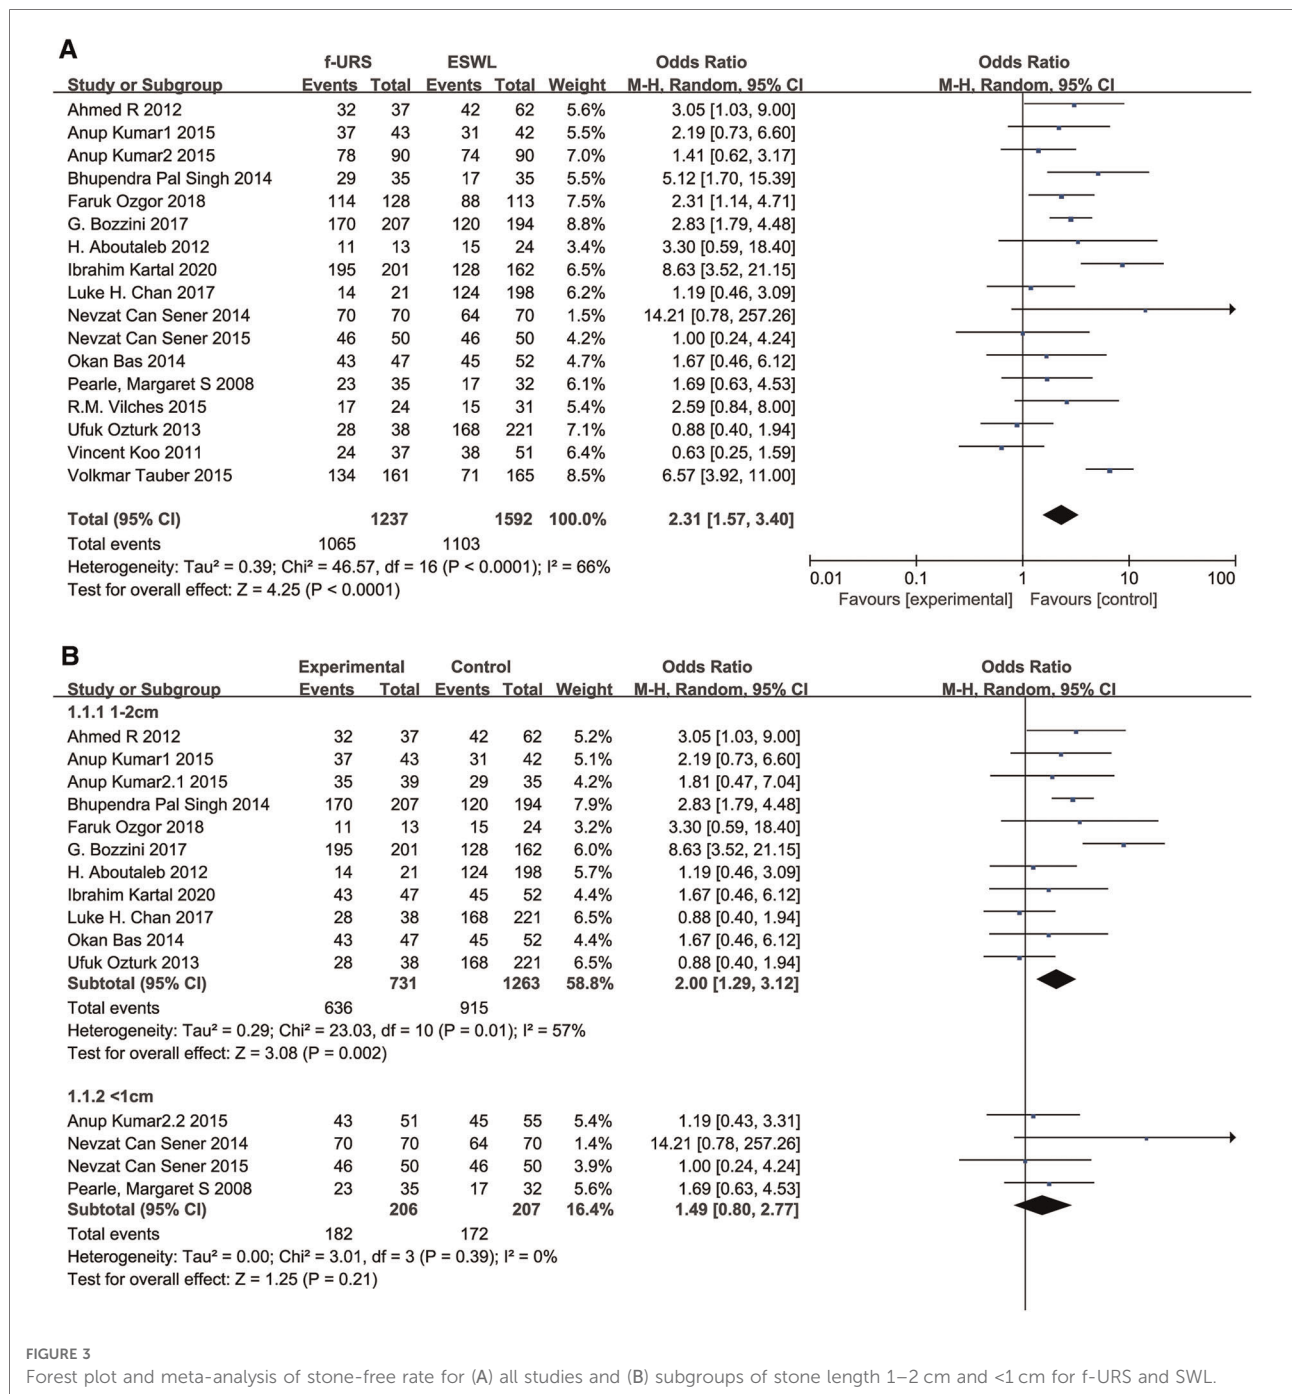 A
f-URS ESWL Odds Ratio Odds Ratio
Study or Subgroup Events Total Events Total Weight M-H, Random, 95% CI M-H, Random, 95% CI
Ahmed R 2012 32 37 42 62 5.6% 3.05 [1.03, 9.00]
Anup Kumar1 2015 37 43 31 42 5.5% 2.19 [0.73, 6.60]
Anup Kumar2 2015 78 90 74 90 7.0% 1.41 [0.62, 3.17]
Bhupendra Pal Singh 2014 29 35 17 35 5.5% 5.12 [1.70, 15.39]
Faruk Ozgor 2018 114 128 88 113 7.5% 2.31 [1.14, 4.71]
G. Bozzini 2017 170 207 120 194 8.8% 2.83 [1.79, 4.48]
H. Aboutaleb 2012 11 13 15 24 3.4% 3.30 [0.59, 18.40]
Ibrahim Kartal 2020 195 201 128 162 6.5% 8.63 [3.52, 21.15]
Luke H. Chan 2017 14 21 124 198 6.2% 1.19 [0.46, 3.09]
Nevzat Can Sener 2014 70 70 64 70 1.5% 14.21 [0.78, 257.26]
Nevzat Can Sener 2015 46 50 46 50 4.2% 1.00 [0.24, 4.24]
Okan Bas 2014 43 47 45 52 4.7% 1.67 [0.46, 6.12]
Pearle, Margaret S 2008 23 35 17 32 6.1% 1.69 [0.63, 4.53]
R.M. Vilches 2015 17 24 15 31 5.4% 2.59 [0.84, 8.00]
Ufuk Ozturk 2013 28 38 168 221 7.1% 0.88 [0.40, 1.94]
Vincent Koo 2011 24 37 38 51 6.4% 0.63 [0.25, 1.59]
Volkmar Tauber 2015 134 161 71 165 8.5% 6.57 [3.92, 11.00]
Total (95% CI) 1237 1592 100.0% 2.31 [1.57, 3.40]
Total events 1065 1103
Heterogeneity: Tau² = 0.39; Chi² = 46.57, df = 16 (P < 0.0001); I² = 66%
Test for overall effect: Z = 4.25 (P < 0.0001)
0.01 0.1 1 10 100
Favours [experimental] Favours [control]
B
Experimental Control Odds Ratio Odds Ratio
Study or Subgroup Events Total Events Total Weight M-H, Random, 95% CI M-H, Random, 95% CI
1.1.1 1-2cm
Ahmed R 2012 32 37 42 62 5.2% 3.05 [1.03, 9.00]
Anup Kumar1 2015 37 43 31 42 5.1% 2.19 [0.73, 6.60]
Anup Kumar2.1 2015 35 39 29 35 4.2% 1.81 [0.47, 7.04]
Bhupendra Pal Singh 2014 170 207 120 194 7.9% 2.83 [1.79, 4.48]
Faruk Ozgor 2018 11 13 15 24 3.2% 3.30 [0.59, 18.40]
G. Bozzini 2017 195 201 128 162 6.0% 8.63 [3.52, 21.15]
H. Aboutaleb 2012 14 21 124 198 5.7% 1.19 [0.46, 3.09]
Ibrahim Kartal 2020 43 47 45 52 4.4% 1.67 [0.46, 6.12]
Luke H. Chan 2017 28 38 168 221 6.5% 0.88 [0.40, 1.94]
Okan Bas 2014 43 47 45 52 4.4% 1.67 [0.46, 6.12]
Ufuk Ozturk 2013 28 38 168 221 6.5% 0.88 [0.40, 1.94]
Subtotal (95% CI) 731 1263 58.8% 2.00 [1.29, 3.12]
Total events 636 915
Heterogeneity: Tau² = 0.29; Chi² = 23.03, df = 10 (P = 0.01); I² = 57%
Test for overall effect: Z = 3.08 (P = 0.002)
1.1.2 <1cm
Anup Kumar2.2 2015 43 51 45 55 5.4% 1.19 [0.43, 3.31]
Nevzat Can Sener 2014 70 70 64 70 1.4% 14.21 [0.78, 257.26]
Nevzat Can Sener 2015 46 50 46 50 3.9% 1.00 [0.24, 4.24]
Pearle, Margaret S 2008 23 35 17 32 5.6% 1.69 [0.63, 4.53]
Subtotal (95% CI) 206 207 16.4% 1.49 [0.80, 2.77]
Total events 182 172
Heterogeneity: Tau² = 0.00; Chi² = 3.01, df = 3 (P = 0.39); I² = 0%
Test for overall effect: Z = 1.25 (P = 0.21)
FIGURE 3
Forest plot and meta-analysis of stone-free rate for (A) all studies and (B) subgroups of stone length 1–2 cm and <1 cm for f-URS and SWL.